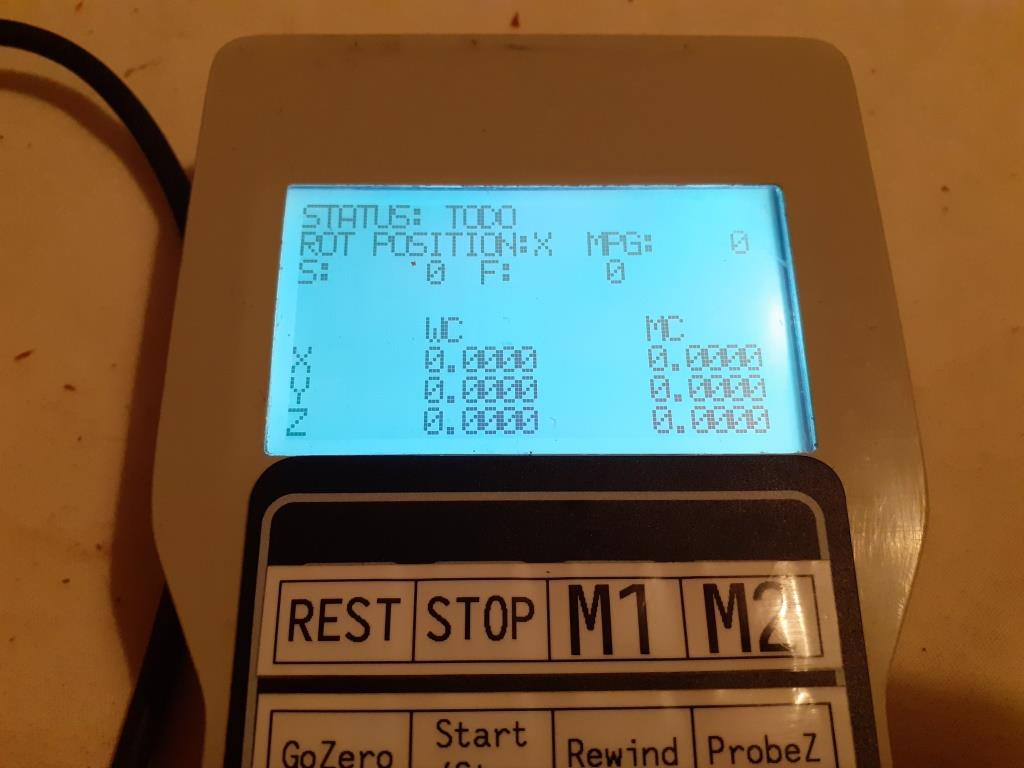 STATUS: TODO
ROT POSITION:X MPG: 0
S: 0 F: 0
WC MC
X 0.0000 0.0000
Y 0.0000 0.0000
Z 0.0000 0.0000
REST STOP M1 M2
GoZero Start Rewind ProbeZ